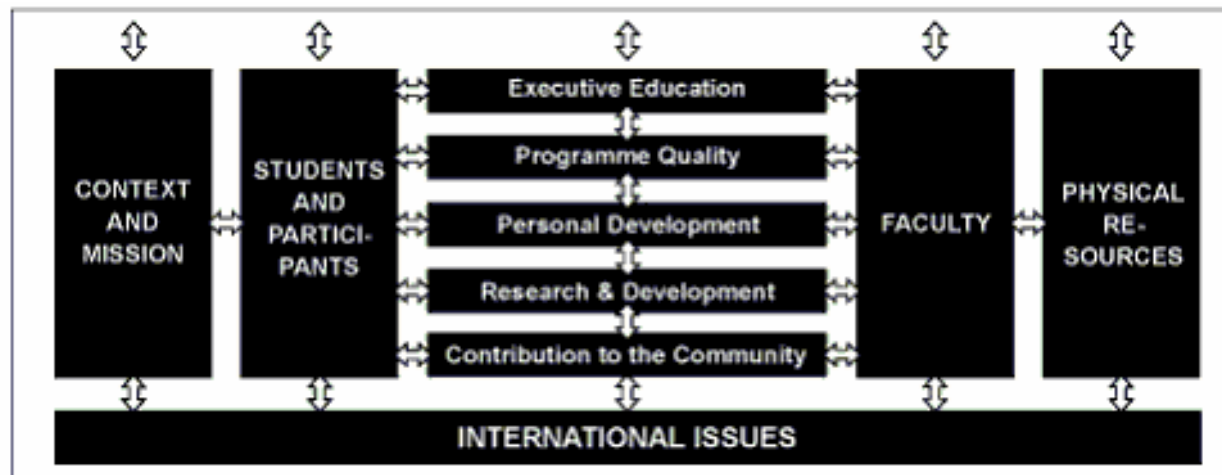 CONTEXT
AND
MISSION
STUDENTS
AND
PARTICI-
PANTS
Executive Education
Programme Quality
Personal Development
Research & Development
Contribution to the Community
FACULTY
PHYSICAL
RE-
SOURCES
INTERNATIONAL ISSUES